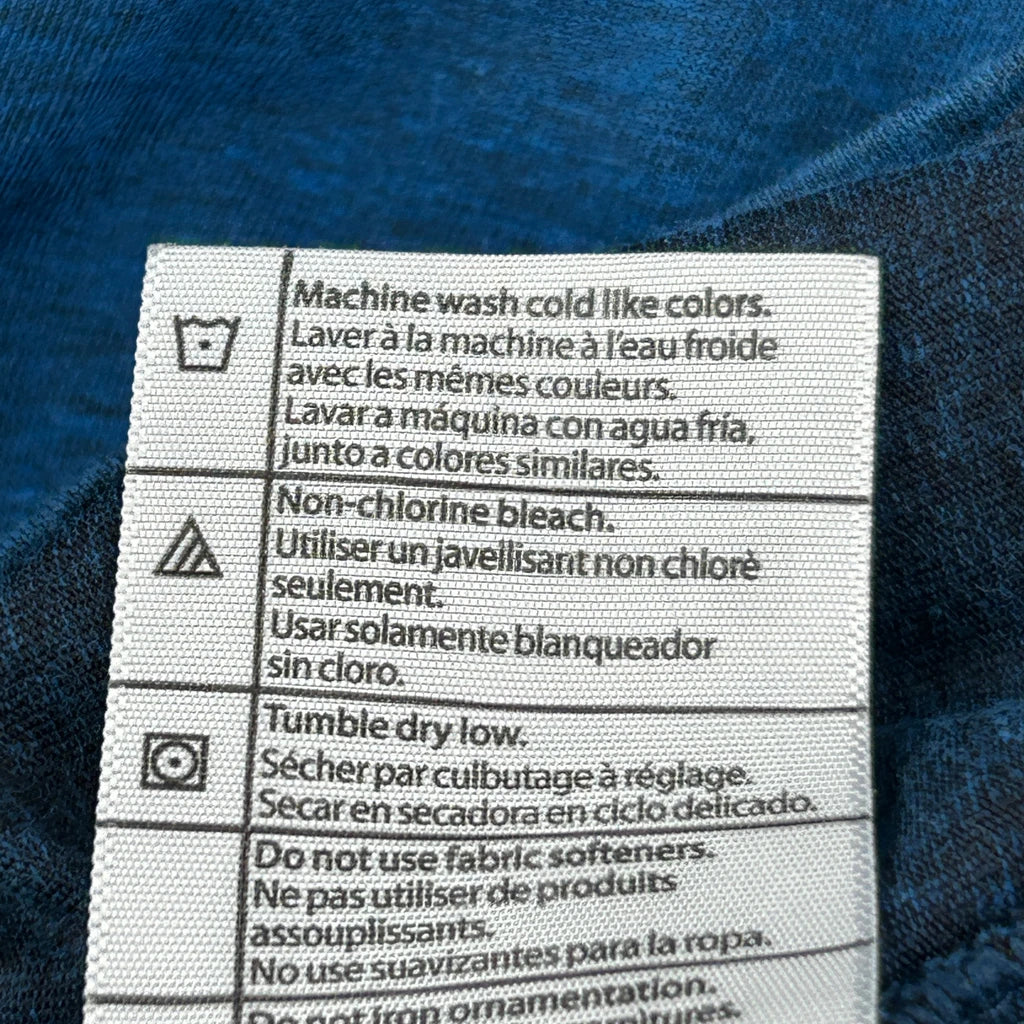 Machine wash cold like colors.
Laver à la machine à l'eau froide
avec les mêmes couleurs.
Lavar a máquina con agua fría,
junto a colores similares.
Non-chlorine bleach.
Utiliser un javellisant non chlorè
seulement.
Usar solamente blanqueador
sin cloro.
Tumble dry low.
Sécher par culbutage à réglage.
Secar en secadora en ciclo delicado.
Do not use fabric softeners.
Ne pas utiliser de produits
assouplissants.
No use suavizantes para la ropa.
Do not iron ornamentation.